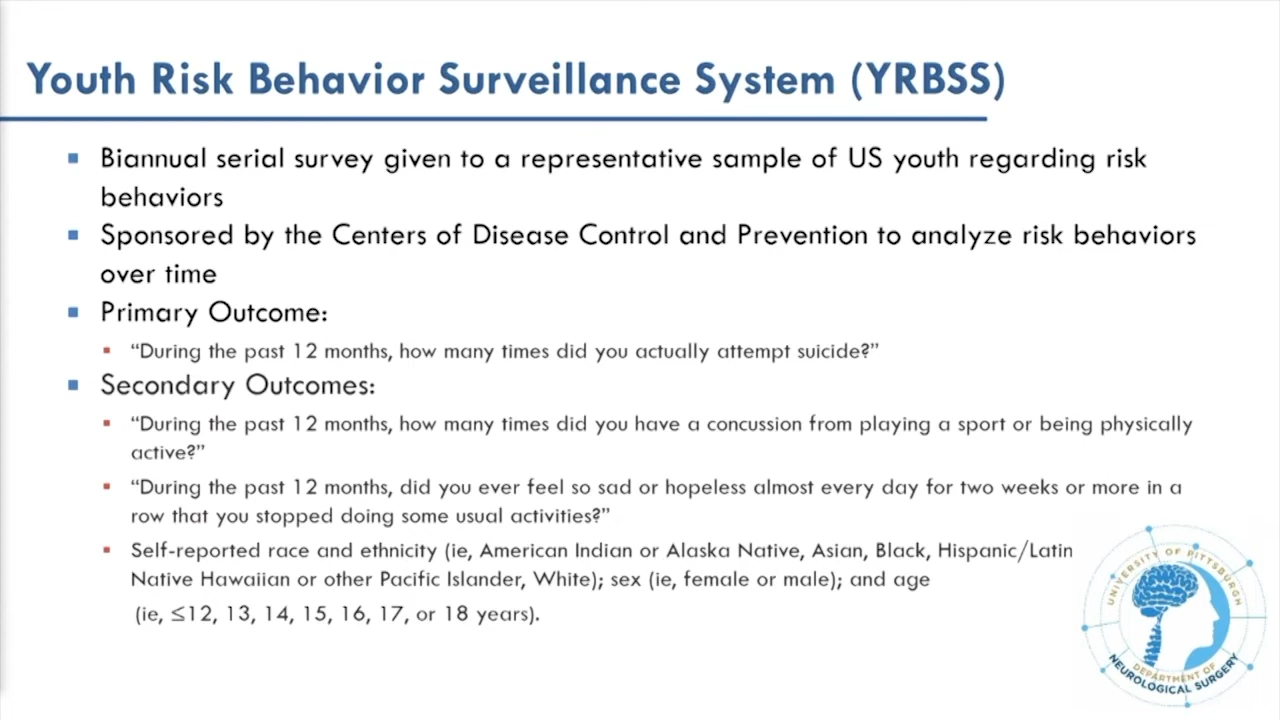 Youth Risk Behavior Surveillance System (YRBSS)
Biannual serial survey given to a representative sample of US youth regarding risk
behaviors
Sponsored by the Centers of Disease Control and Prevention to analyze risk behaviors
over time
Primary Outcome:
“During the past 12 months, how many times did you actually attempt suicide?”
Secondary Outcomes:
“During the past 12 months, how many times did you have a concussion from playing a sport or being physically
active?”
“During the past 12 months, did you ever feel so sad or hopeless almost every day for two weeks or more in a
row that you stopped doing some usual activities?”
Self-reported race and ethnicity (ie, American Indian or Alaska Native, Asian, Black, Hispanic/Latin
Native Hawaiian or other Pacific Islander, White); sex (ie, female or male); and age
(ie, ≤12, 13, 14, 15, 16, 17, or 18 years).
UNIVERSITY OF PITTSBURGH
DEPARTMENT OF
NEUROLOGICAL SURGERY